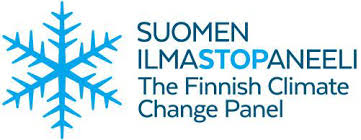 SUOMEN
ILMASTOPANEELI
The Finnish Climate
Change Panel